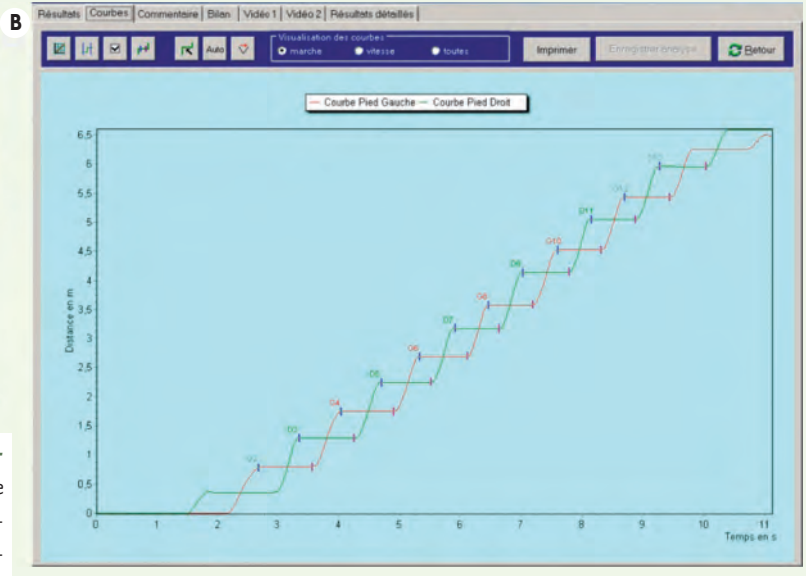 B
Résultats Courbes Commentaire Bilan Vidéo 1 Vidéo 2 Résultats détaillés
Visualisation des courbes
Auto marche vitesse toutes Imprimer Enregistrer analyse Retour
Courbe Pied Gauche Courbe Pied Droit
6,5
6
5,5
5
4,5
4
3,5
3
2,5
2
1,5
1
0,5
0
Distance en m
D11
G10
D9
G8
D7
G6
D5
G4
D3
0 1 2 3 4 5 6 7 8 9 10 11
Temps en s
e
-
-